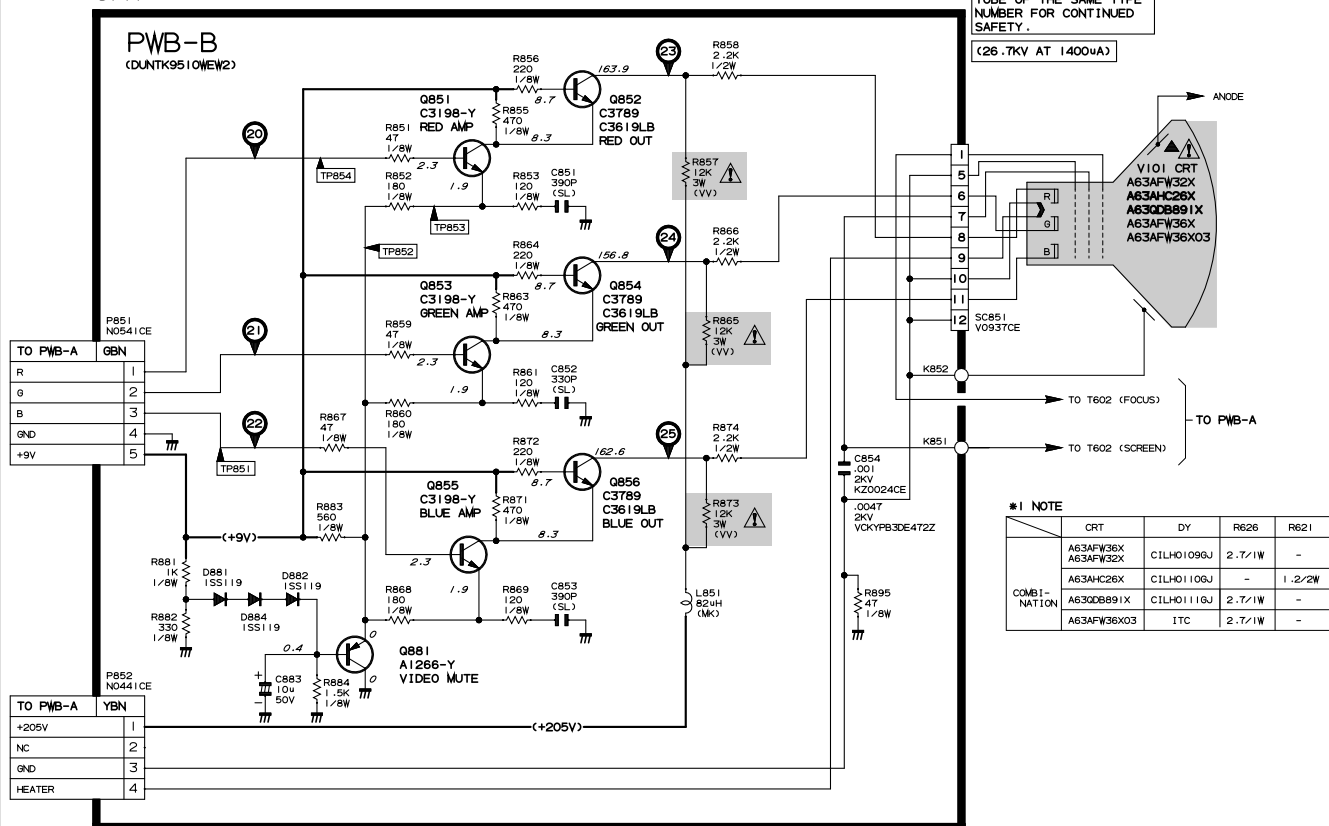 TUBE OF THE SAME TYPE
NUMBER FOR CONTINUED
SAFETY.
(26.7KV AT 1400uA)
PWB-B
(DUNTK9510WEW2)
R856
220
1/8W
8.7
163.9
23
R858
2.2K
1/2W
Q851
C3198-Y
RED AMP
R855
470
1/8W
Q852
C3789
C3619LB
RED OUT
8.3
20
R851
47
1/8W
2.3
TP854
R852
180
1/8W
1.9
TP853
R853
120
1/8W
C851
390P
(SL)
R857
12K
3W
(VV)
TP852
R864
220
1/8W
8.7
156.8
24
R866
2.2K
1/2W
Q853
C3198-Y
GREEN AMP
R863
470
1/8W
Q854
C3789
C3619LB
GREEN OUT
8.3
21
R859
47
1/8W
2.3
1.9
R860
180
1/8W
R861
120
1/8W
C852
330P
(SL)
R865
12K
3W
(VV)
P851
N0541CE
TO PWB-A GBN
R 1
G 2
B 3
GND 4
+9V 5
22
TP851
R867
47
1/8W
R872
220
1/8W
8.7
162.6
25
R874
2.2K
1/2W
Q855
C3198-Y
BLUE AMP
R871
470
1/8W
Q856
C3789
C3619LB
BLUE OUT
8.3
2.3
1.9
R873
12K
3W
(VV)
R883
560
1/8W
(+9V)
R881
1K
1/8W
D881
1SS119
D882
1SS119
D884
1SS119
R882
330
1/8W
R868
180
1/8W
R869
120
1/8W
C853
390P
(SL)
L851
82uH
(MK)
0.4
0
0
Q881
A1266-Y
VIDEO MUTE
+
-
C883
10u
50V
R884
1.5K
1/8W
P852
N0441CE
TO PWB-A YBN
+205V 1
NC 2
GND 3
HEATER 4
(+205V)
ANODE
V101 CRT
A63AFW32X
A63AHC26X
A63QDB891X
A63AFW36X
A63AFW36X03
R
G
B
1
5
6
7
8
9
10
11
12
SC851
V0937CE
K852
TO T602 (FOCUS)
TO PWB-A
K851
TO T602 (SCREEN)
C854
.001
2KV
KZ0024CE
.0047
2KV
VCKYPB3DE472Z
R895
47
1/8W
*1 NOTE
CRT DY R626 R621
COMBI-
NATION
A63AFW36X
A63AFW32X CILH0109GJ 2.7/1W -
A63AHC26X CILH0110GJ - 1.2/2W
A63QDB891X CILH0111GJ 2.7/1W -
A63AFW36X03 ITC 2.7/1W -